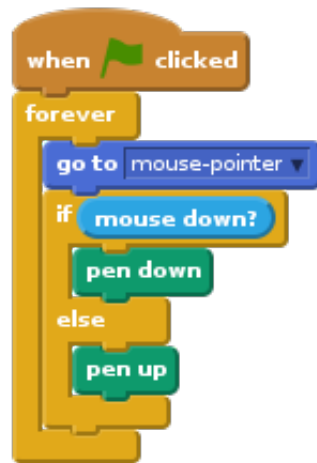 when clicked
forever
go to mouse-pointer
if mouse down?
pen down
else
pen up